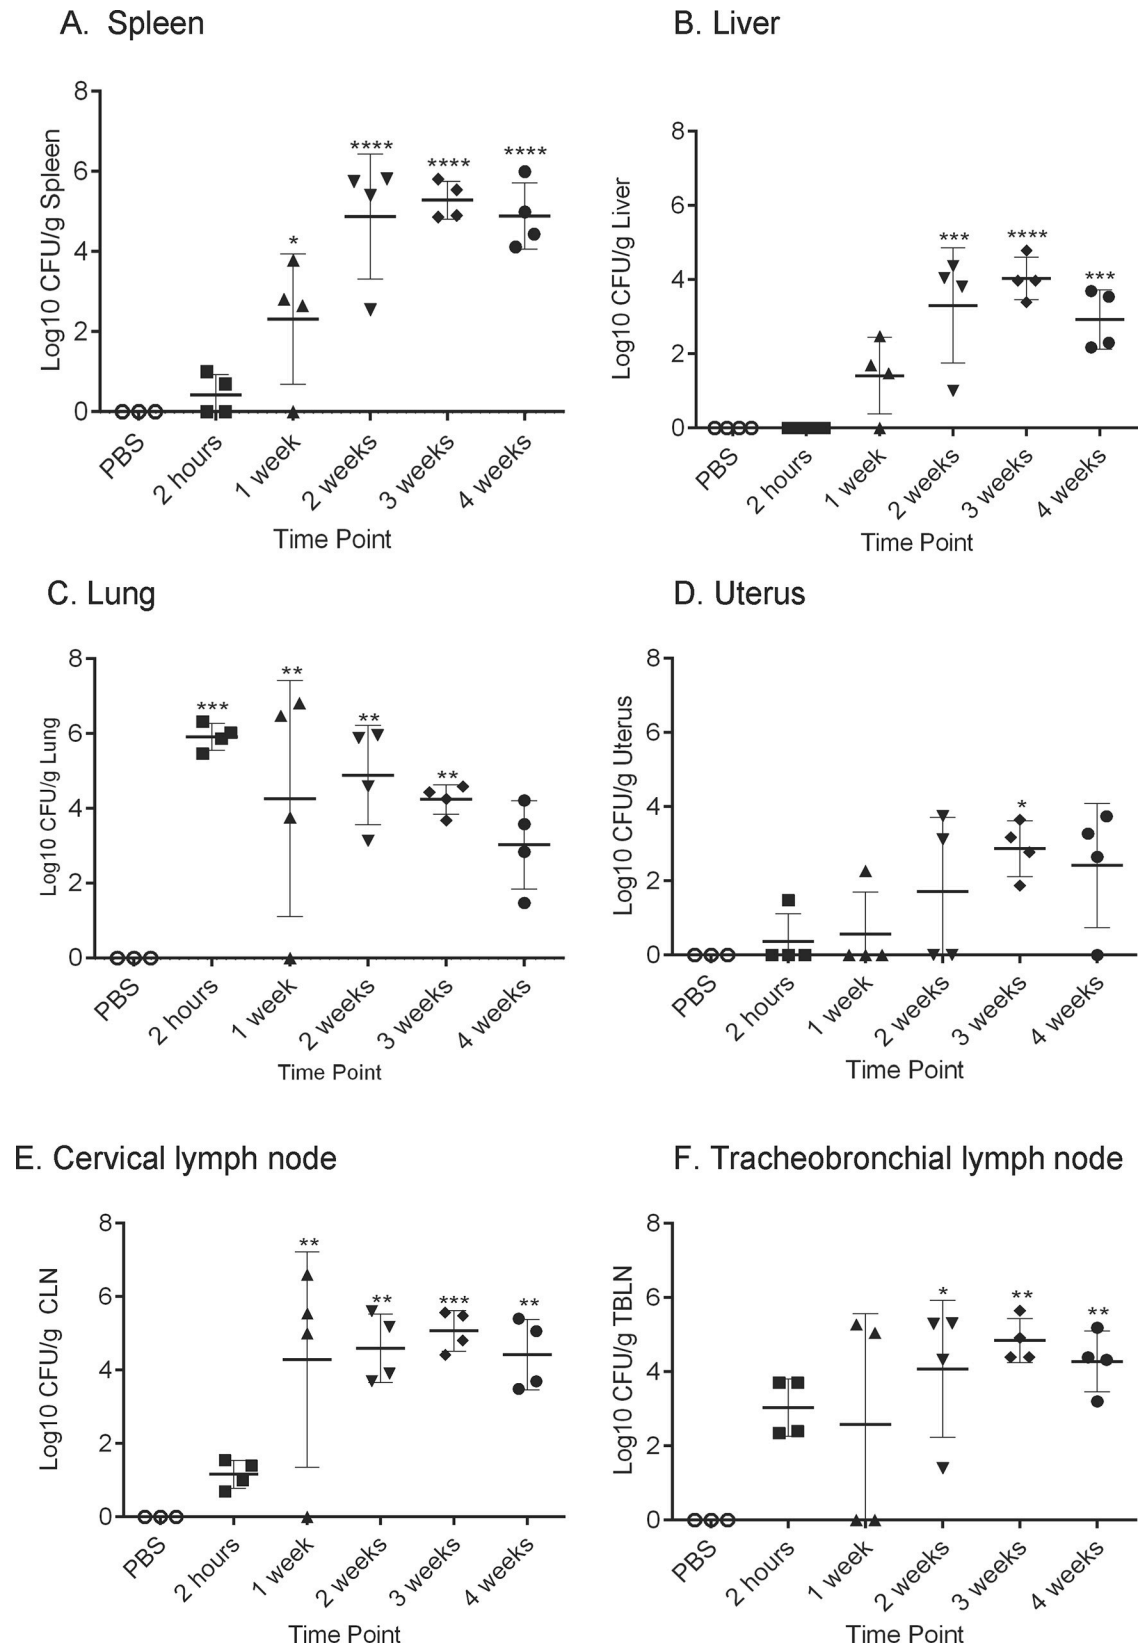 A. Spleen
Log10 CFU/g Spleen
8
6
4
2
0
*
****
****
****
PBS
2 hours
1 week
2 weeks
3 weeks
4 weeks
Time Point
B. Liver
Log10 CFU/g Liver
8
6
4
2
0
***
****
***
PBS
2 hours
1 week
2 weeks
3 weeks
4 weeks
Time Point
C. Lung
Log10 CFU/g Lung
8
6
4
2
0
***
**
**
**
PBS
2 hours
1 week
2 weeks
3 weeks
4 weeks
Time Point
D. Uterus
Log10 CFU/g Uterus
8
6
4
2
0
*
PBS
2 hours
1 week
2 weeks
3 weeks
4 weeks
Time Point
E. Cervical lymph node
Log10 CFU/g CLN
8
6
4
2
0
**
**
***
**
PBS
2 hours
1 week
2 weeks
3 weeks
4 weeks
Time Point
F. Tracheobronchial lymph node
Log10 CFU/g TBLN
8
6
4
2
0
*
**
**
PBS
2 hours
1 week
2 weeks
3 weeks
4 weeks
Time Point